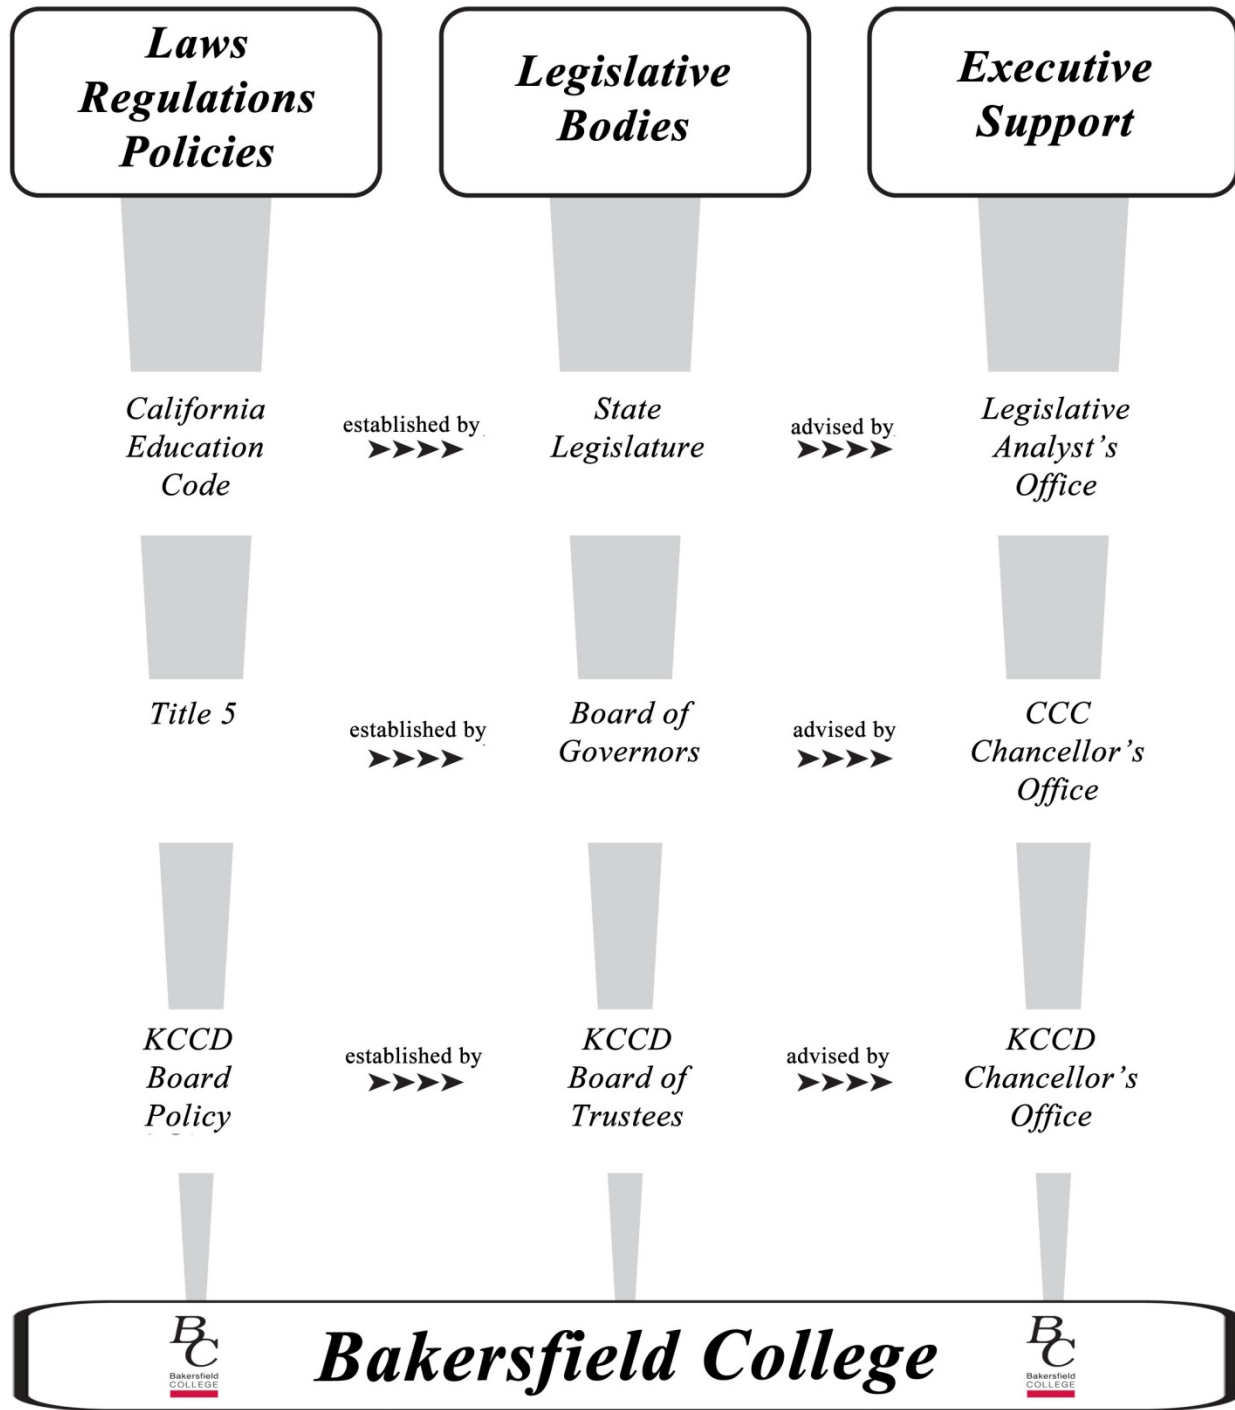 Laws
Regulations
Policies
Legislative
Bodies
Executive
Support
California
Education
Code
established by
State
Legislature
advised by
Legislative
Analyst's
Office
Title 5
established by
Board of
Governors
advised by
CCC
Chancellor's
Office
KCCD
Board
Policy
established by
KCCD
Board of
Trustees
advised by
KCCD
Chancellor's
Office
BC
Bakersfield
COLLEGE
Bakersfield College
BC
Bakersfield
COLLEGE